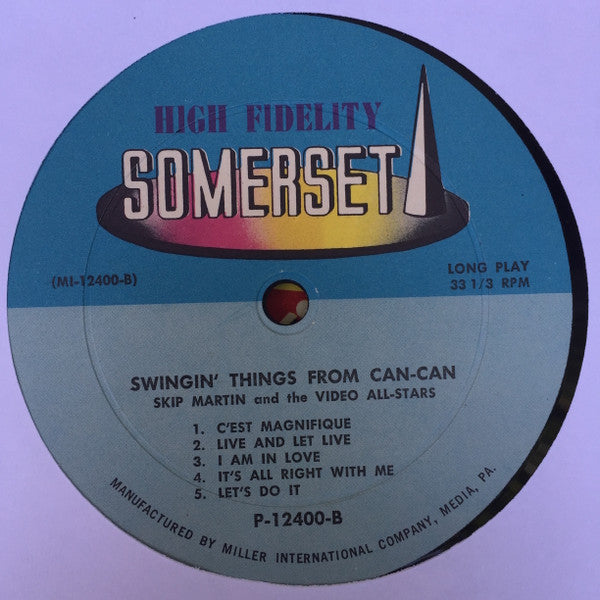 HIGH FIDELITY
SOMERSET
(MI-12400-B)
LONG PLAY
33 1/3 RPM
SWINGIN' THINGS FROM CAN-CAN
SKIP MARTIN and the VIDEO ALL-STARS
1. C'EST MAGNIFIQUE
2. LIVE AND LET LIVE
3. I AM IN LOVE
4. IT'S ALL RIGHT WITH ME
5. LET'S DO IT
P-12400-B
MANUFACTURED BY MILLER INTERNATIONAL COMPANY, MEDIA, PA.